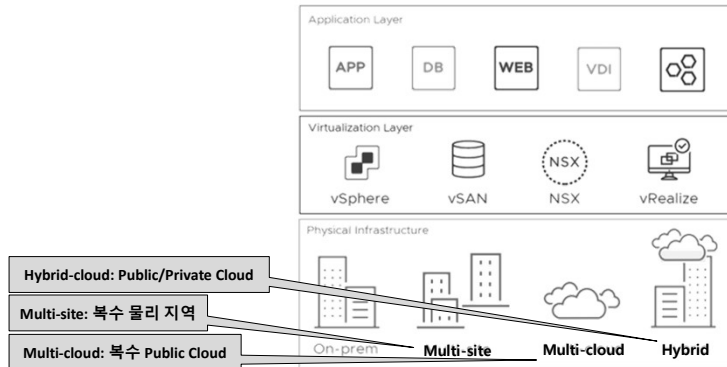 Application Layer
APP DB WEB VDI
Virtualization Layer
NSX
vSphere vSAN NSX vRealize
Physical Infrastructure
Hybrid-cloud: Public/Private Cloud
Multi-site: 복수 물리 지역
Multi-cloud: 복수 Public Cloud
On-prem Multi-site Multi-cloud Hybrid